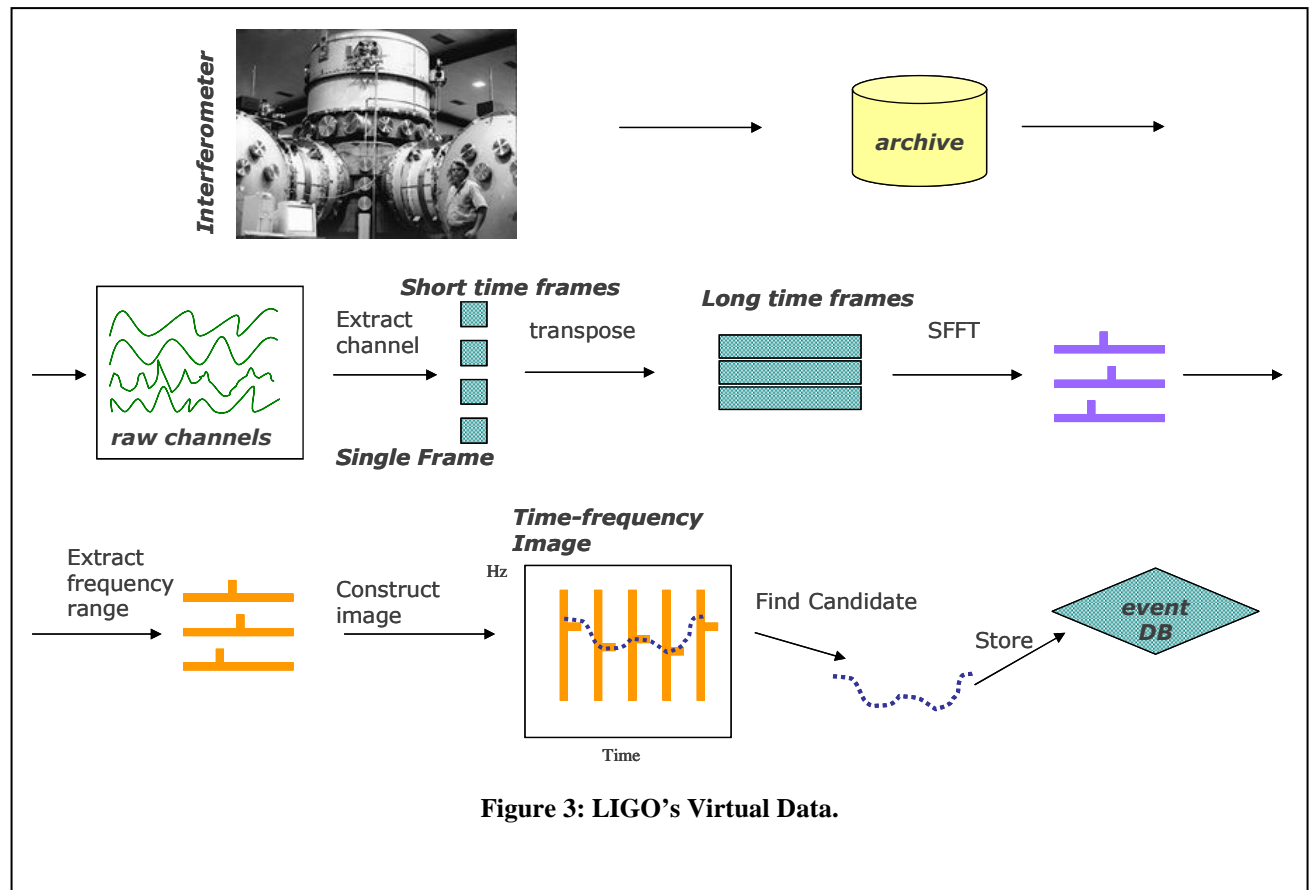 Interferometer
archive
Short time frames
Extract
channel
transpose
Long time frames
SFFT
raw channels
Single Frame
Extract
frequency
range
Construct
image
Time-frequency
Image
Hz
Time
Find Candidate
Store
event
DB
Figure 3: LIGO’s Virtual Data.